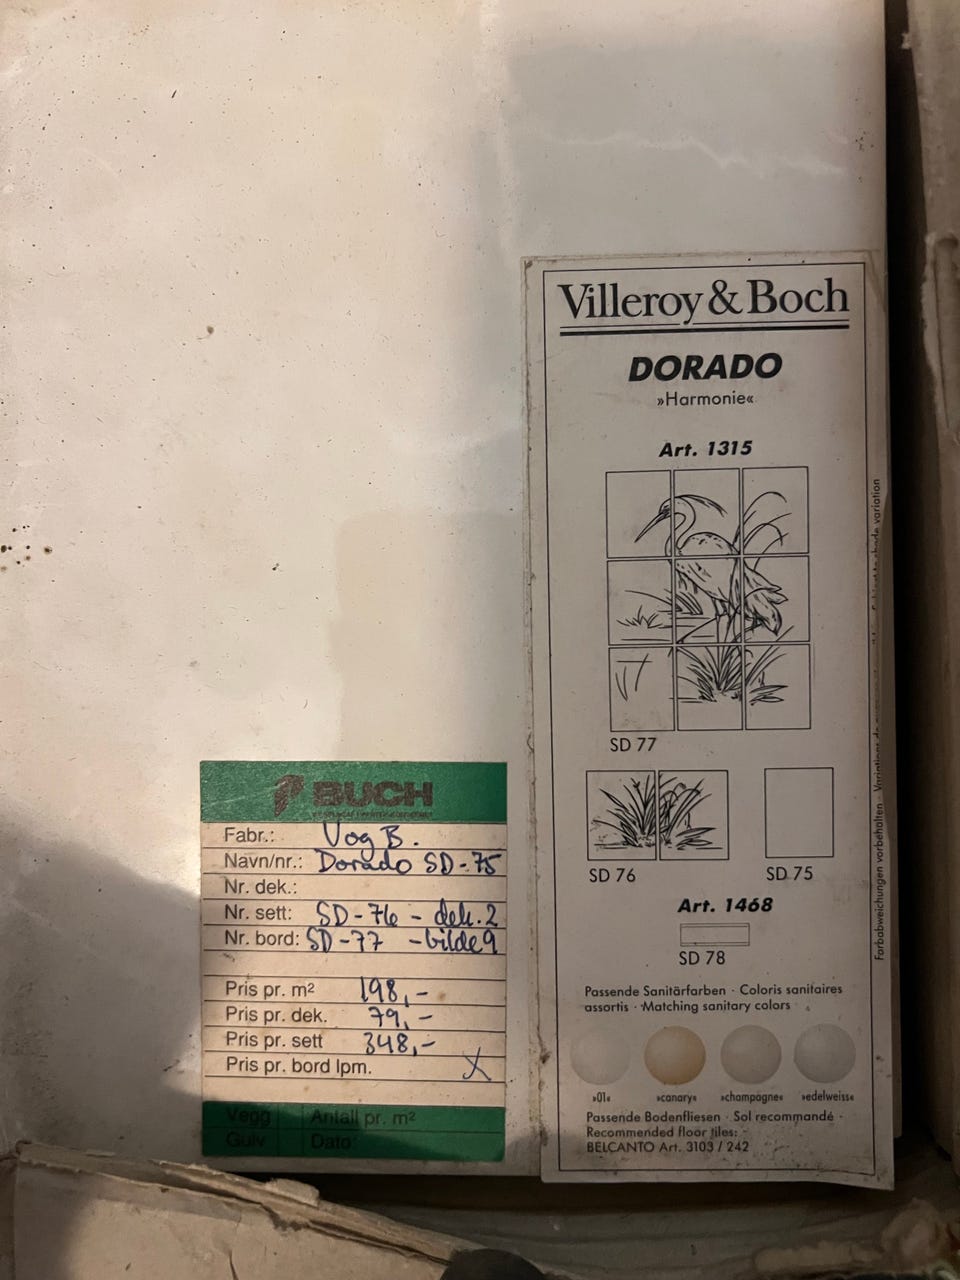 Villeroy & Boch
DORADO
»Harmonie«
Art. 1315
SD 77
SD 76
SD 75
Art. 1468
SD 78
Passende Sanitärfarben · Coloris sanitaires
assortis · Matching sanitary colors
»01«
»canary«
»champagne«
»edelweiss«
Passende Bodenfliesen · Sol recommandé ·
Recommended floor tiles:
BELCANTO Art. 3103 / 242
Farbabweichungen vorbehalten · Variations de shade variation
BUCH
Fabr.: V og B.
Navn/nr.: Dorado SD-75
Nr. dek.:
Nr. sett: SD-76 - dek. 2
Nr. bord: SD-77 - bilde 9
Pris pr. m² 198,-
Pris pr. dek. 79,-
Pris pr. sett 348,-
Pris pr. bord lpm. X
Vegg Antall pr. m²
Gulv Dato